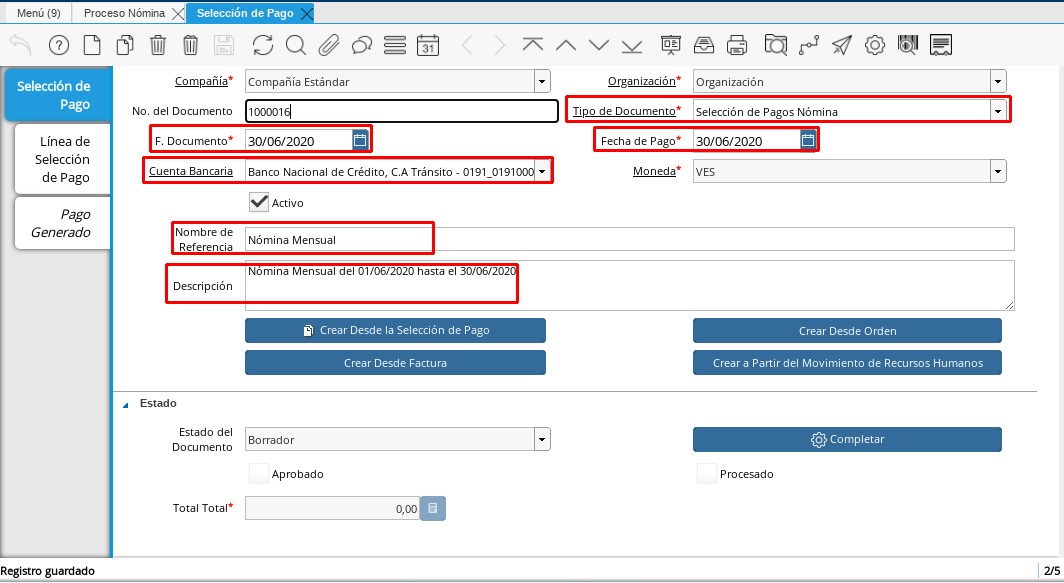 Menú (9) Proceso Nómina Selección de Pago
31
Selección de Pago
Línea de Selección de Pago
Pago Generado
Compañía* Compañía Estándar Organización* Organización
No. del Documento 1000016 Tipo de Documento* Selección de Pagos Nómina
F. Documento* 30/06/2020 Fecha de Pago* 30/06/2020
Cuenta Bancaria Banco Nacional de Crédito, C.A Tránsito - 0191_0191000 Moneda* VES
Activo
Nombre de Referencia Nómina Mensual
Descripción Nómina Mensual del 01/06/2020 hasta el 30/06/2020
Crear Desde la Selección de Pago Crear Desde Orden
Crear Desde Factura Crear a Partir del Movimiento de Recursos Humanos
Estado
Estado del Documento Borrador Completar
Aprobado Procesado
Total Total* 0,00
Registro guardado 2/5